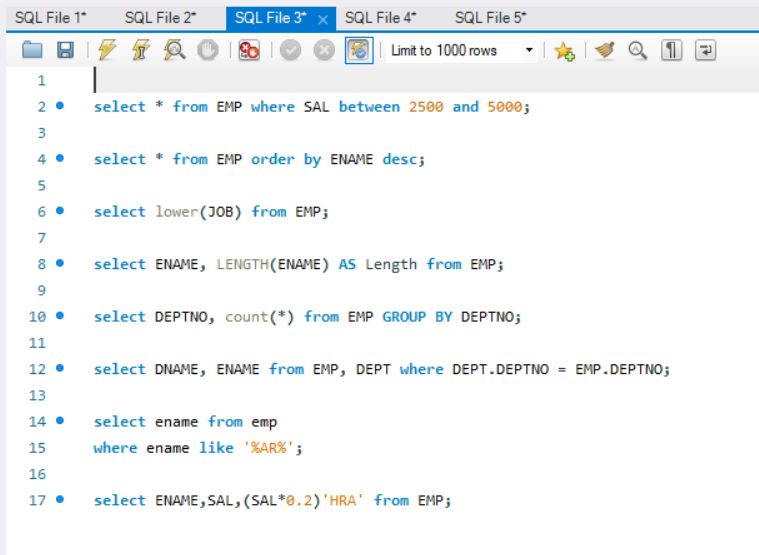 SQL File 1* SQL File 2* SQL File 3* SQL File 4* SQL File 5*
Limit to 1000 rows
1
2 select * from EMP where SAL between 2500 and 5000;
3
4 select * from EMP order by ENAME desc;
5
6 select lower(JOB) from EMP;
7
8 select ENAME, LENGTH(ENAME) AS Length from EMP;
9
10 select DEPTNO, count(*) from EMP GROUP BY DEPTNO;
11
12 select DNAME, ENAME from EMP, DEPT where DEPT.DEPTNO = EMP.DEPTNO;
13
14 select ename from emp
15 where ename like '%AR%';
16
17 select ENAME,SAL,(SAL*0.2)'HRA' from EMP;